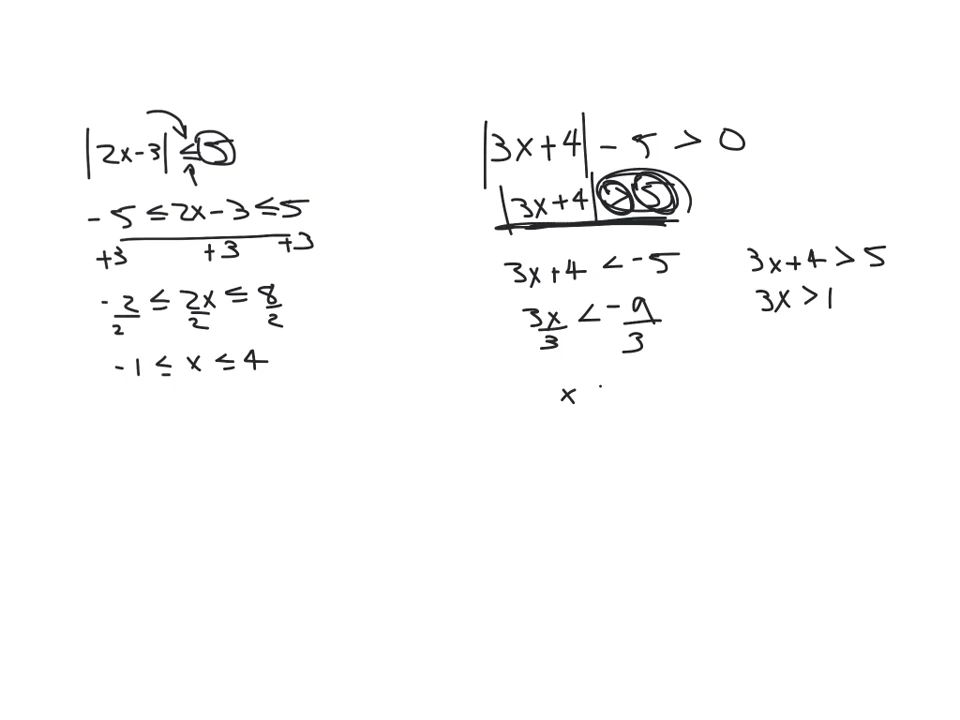 |2x-3| ≤ 5
-5 ≤ 2x-3 ≤ 5
+3 +3 +3
-2/2 ≤ 2x/2 ≤ 8/2
-1 ≤ x ≤ 4
|3x+4| - 5 > 0
|3x+4| > 5
3x+4 < -5
3x/3 < -9/3
x
3x+4 > 5
3x > 1